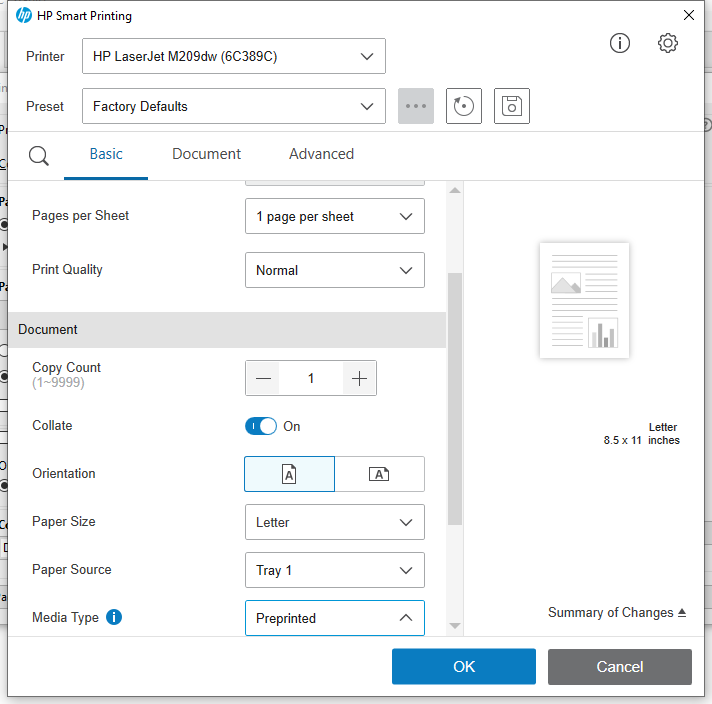 HP Smart Printing
Printer
HP LaserJet M209dw (6C389C)
Preset
Factory Defaults
Basic
Document
Advanced
Pages per Sheet
1 page per sheet
Print Quality
Normal
Document
Copy Count
(1~9999)
1
Collate
On
Orientation
A
A
Paper Size
Letter
Paper Source
Tray 1
Media Type
Preprinted
Letter
8.5 x 11 inches
Summary of Changes
OK
Cancel